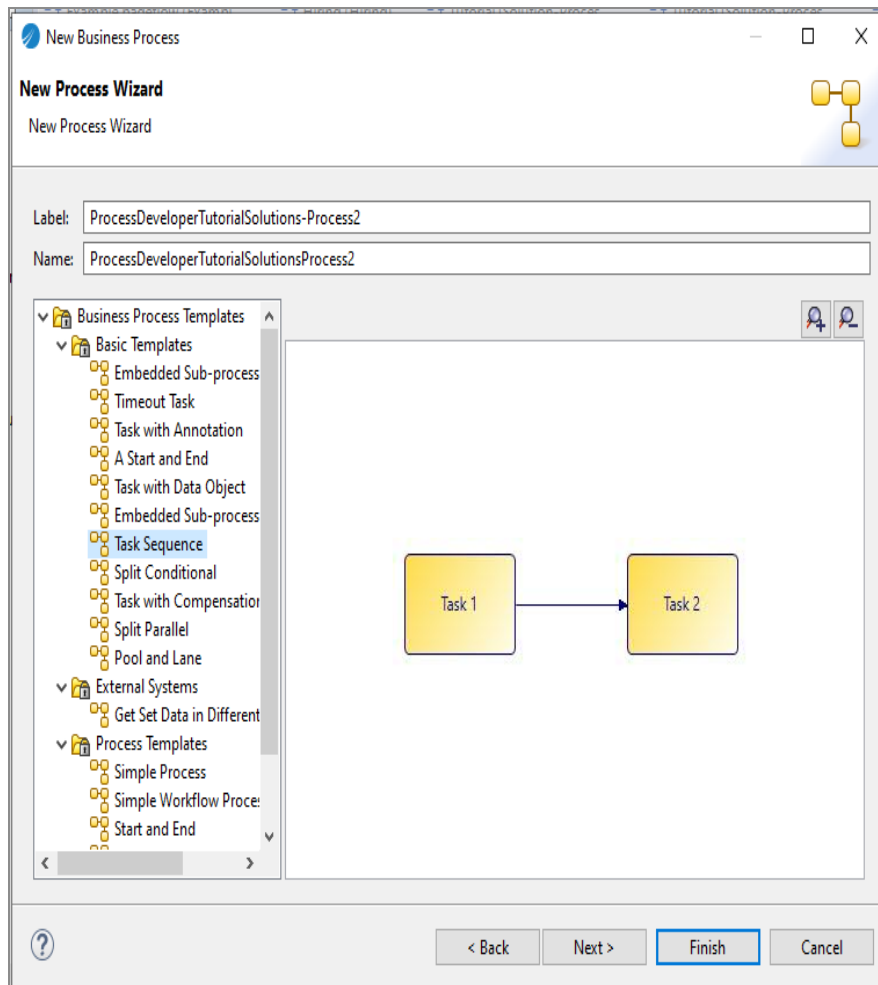 New Business Process
New Process Wizard
New Process Wizard
Label: ProcessDeveloperTutorialSolutions-Process2
Name: ProcessDeveloperTutorialSolutionsProcess2
Business Process Templates
Basic Templates
Embedded Sub-process
Timeout Task
Task with Annotation
A Start and End
Task with Data Object
Embedded Sub-process
Task Sequence
Split Conditional
Task with Compensation
Split Parallel
Pool and Lane
External Systems
Get Set Data in Different
Process Templates
Simple Process
Simple Workflow Proce
Start and End
Task 1
Task 2
< Back
Next >
Finish
Cancel